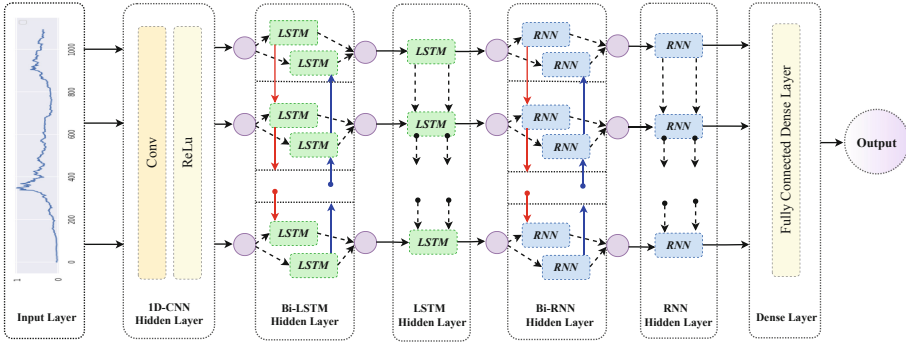 1000
800
600
400
200
0
1
0
Input Layer
Conv
ReLu
1D-CNN
Hidden Layer
LSTM
LSTM
LSTM
LSTM
LSTM
LSTM
Bi-LSTM
Hidden Layer
LSTM
LSTM
LSTM
LSTM
Hidden Layer
RNN
RNN
RNN
RNN
RNN
RNN
Bi-RNN
Hidden Layer
RNN
RNN
RNN
RNN
Hidden Layer
Fully Connected Dense Layer
Dense Layer
Output